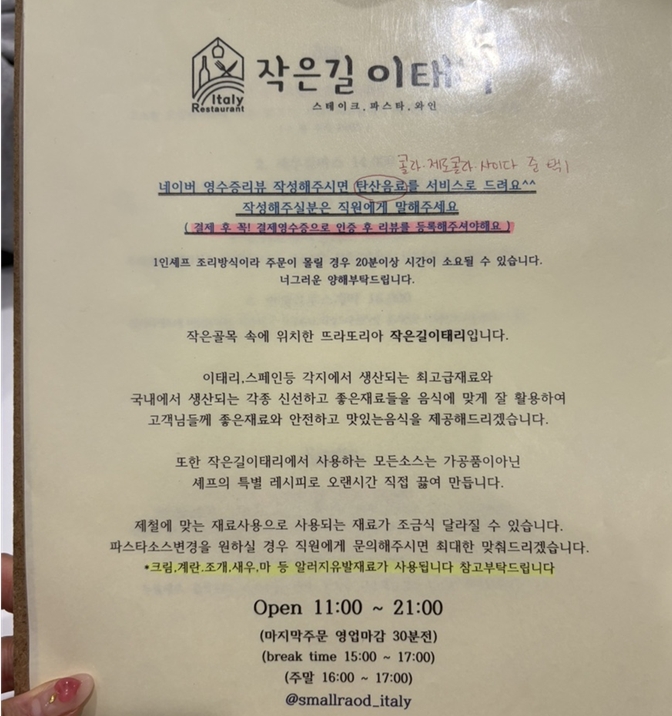 작은길 이태리
Italy
Restaurant
스테이크.파스타.와인
콜라·제로콜라·사이다 중 택1
네이버 영수증리뷰 작성해주시면 탄산음료를 서비스로 드려요^^
작성해주실분은 직원에게 말해주세요
( 결제 후 꼭! 결제영수증으로 인증 후 리뷰를 등록해주셔야해요 )
1인셰프 조리방식이라 주문이 몰릴 경우 20분이상 시간이 소요될 수 있습니다.
너그러운 양해부탁드립니다.
작은골목 속에 위치한 뜨라또리아 작은길이태리입니다.
이태리,스페인등 각지에서 생산되는 최고급재료와
국내에서 생산되는 각종 신선하고 좋은재료들을 음식에 맞게 잘 활용하여
고객님들께 좋은재료와 안전하고 맛있는음식을 제공해드리겠습니다.
또한 작은길이태리에서 사용하는 모든소스는 가공품이아닌
셰프의 특별 레시피로 오랜시간 직접 끓여 만듭니다.
제철에 맞는 재료사용으로 사용되는 재료가 조금식 달라질 수 있습니다.
파스타소스변경을 원하실 경우 직원에게 문의해주시면 최대한 맞춰드리겠습니다.
*크림,계란,조개,새우,마 등 알러지유발재료가 사용됩니다 참고부탁드립니다
Open 11:00 ~ 21:00
(마지막주문 영업마감 30분전)
(break time 15:00 ~ 17:00)
(주말 16:00 ~ 17:00)
@smallraod_italy